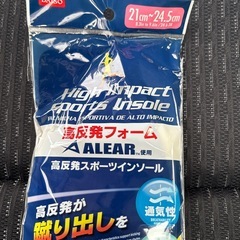 DAISO
21cm~24.5cm
High Impact
Sports Insole
PALMILHA ESPORTIVA DE ALTO IMPACTO
高反発フォーム
ALEAR 使用
高反発スポーツインソール
高反発が
蹴り出しを
通気性